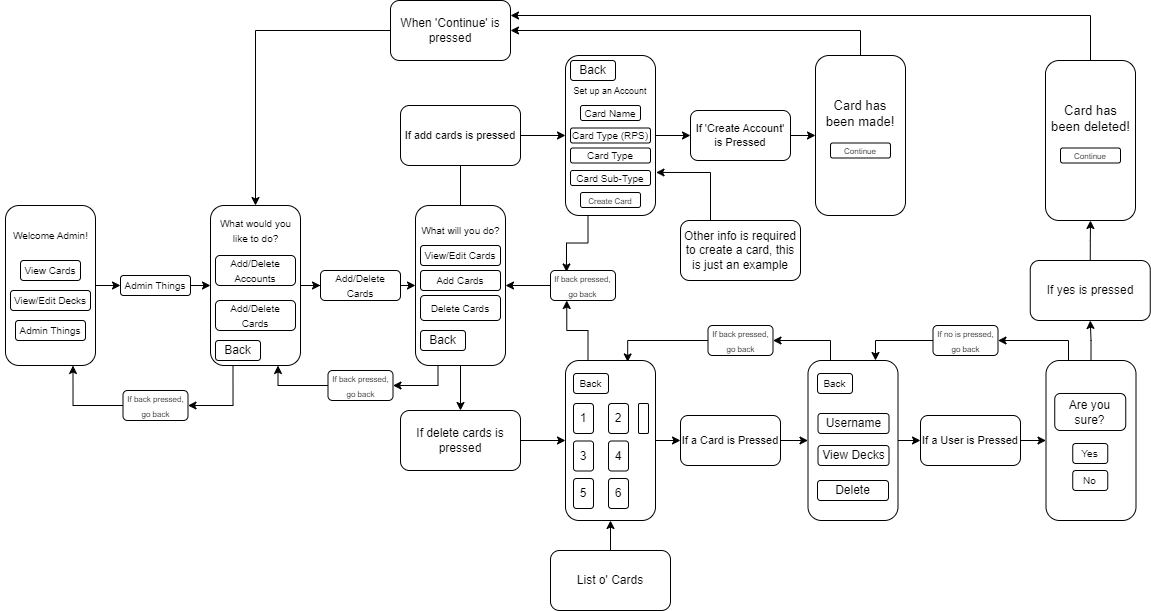 When 'Continue' is
pressed
Back
Set up an Account
Card Name
Card Type (RPS)
Card Type
Card Sub-Type
Create Card
If add cards is pressed
If 'Create Account'
is Pressed
Card has
been made!
Continue
Card has
been deleted!
Continue
Welcome Admin!
View Cards
View/Edit Decks
Admin Things
Admin Things
What would you
like to do?
Add/Delete
Accounts
Add/Delete
Cards
Back
Add/Delete
Cards
What will you do?
View/Edit Cards
Add Cards
Delete Cards
Back
If back pressed,
go back
Other info is required
to create a card, this
is just an example
If yes is pressed
If back pressed,
go back
If back pressed,
go back
If back pressed,
go back
If no is pressed,
go back
If delete cards is
pressed
Back
1
2
3
4
5
6
If a Card is Pressed
Back
Username
View Decks
Delete
If a User is Pressed
Are you
sure?
Yes
No
List o' Cards